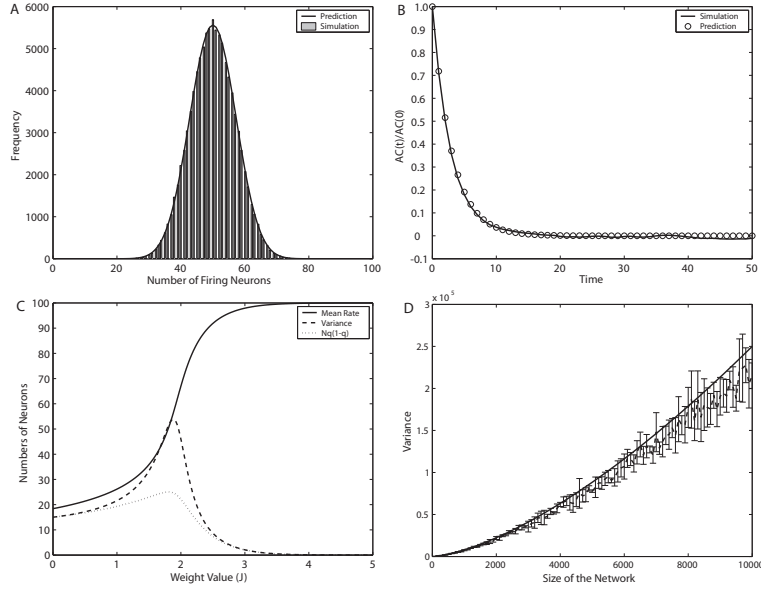 A
6000
5000
4000
3000
2000
1000
0
Frequency
0 20 40 60 80 100
Number of Firing Neurons
Prediction
Simulation
B
1.0
0.9
0.8
0.7
0.6
0.5
0.4
0.3
0.2
0.1
0
-0.1
AC(t)/AC(0)
0 10 20 30 40 50
Time
Simulation
Prediction
C
100
90
80
70
60
50
40
30
20
10
0
Numbers of Neurons
0 1 2 3 4 5
Weight Value (J)
Mean Rate
Variance
Nq(1-q)
D
3 x 10 5
2.5
2
1.5
1
0.5
0
Variance
0 2000 4000 6000 8000 10000
Size of the Network